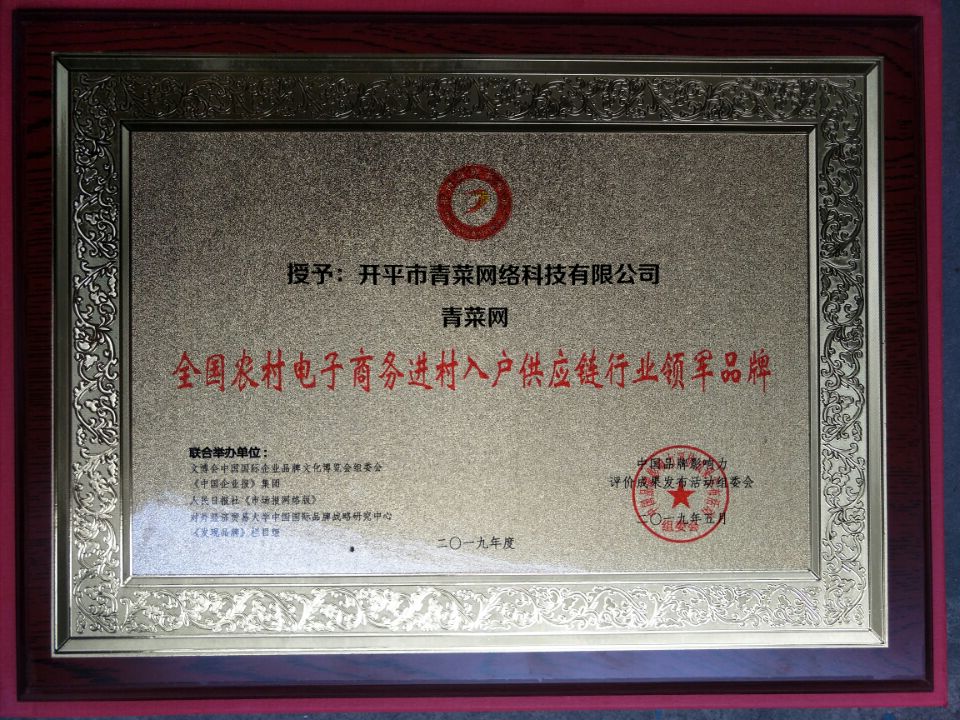 授予：开平市青菜网络科技有限公司
青菜网
全国农村电子商务进村入户供应链行业领军品牌
联合举办单位：
文博会中国国际企业品牌文化博览会组委会
《中国企业报》集团
人民日报社《市场报网络版》
对外经济贸易大学中国国际品牌战略研究中心
《发现品牌》栏目组
二〇一九年度
中国品牌影响力
评价成果发布活动组委会
二〇一九年五月
组委会